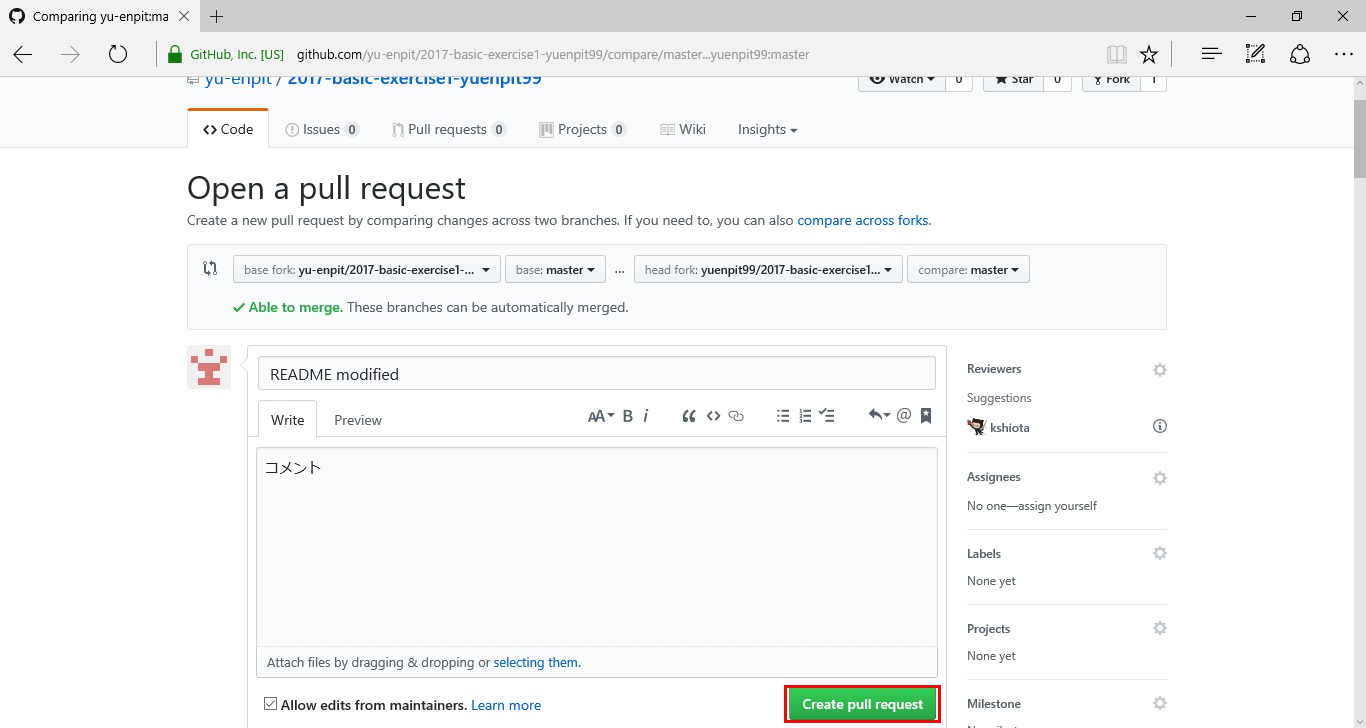 Comparing yu-enpit:ma
GitHub, Inc. [US] github.com/yu-enpit/2017-basic-exercise1-yuenpit99/compare/master...yuenpit99:master
yu-enpit / 2017-basic-exercise1-yuenpit99 Watch 0 Star 0 Fork 1
Code Issues 0 Pull requests 0 Projects 0 Wiki Insights
Open a pull request
Create a new pull request by comparing changes across two branches. If you need to, you can also compare across forks.
base fork: yu-enpit/2017-basic-exercise1-... base: master ... head fork: yuenpit99/2017-basic-exercise1... compare: master
Able to merge. These branches can be automatically merged.
README modified
Write Preview AA B i
コメント
Attach files by dragging & dropping or selecting them.
Allow edits from maintainers. Learn more Create pull request
Reviewers
Suggestions
kshiota
Assignees
No one—assign yourself
Labels
None yet
Projects
None yet
Milestone